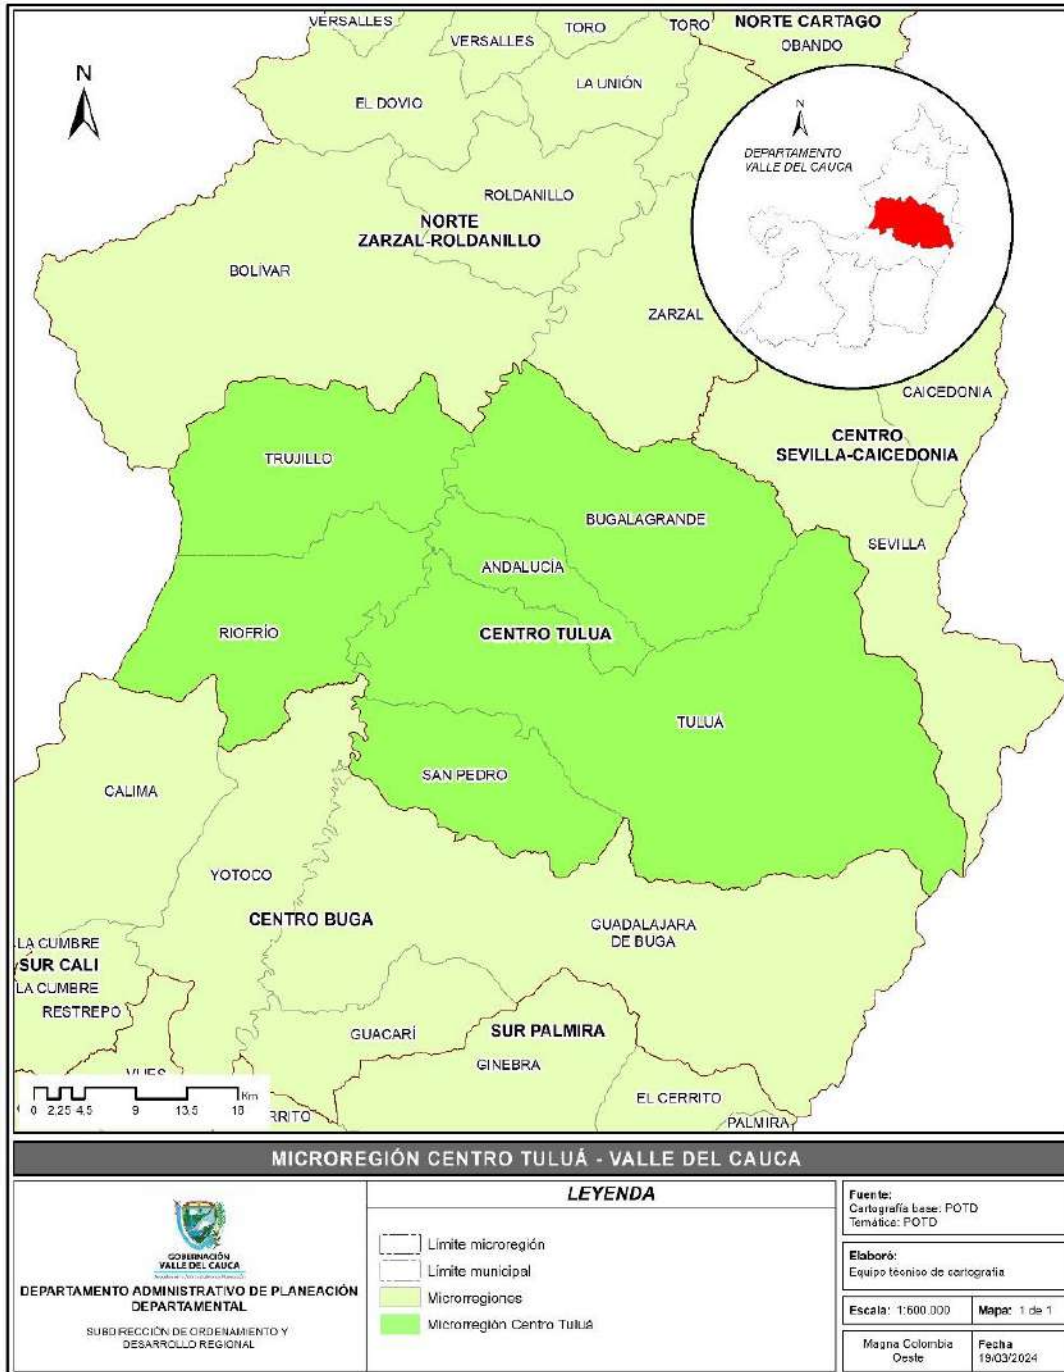 VERSALLES
VERSALLES
TORO
TORO
NORTE CARTAGO
OBANDO
N
EL DOVIO
LA UNIÓN
N
DEPARTAMENTO
VALLE DEL CAUCA
ROLDANILLO
NORTE
ZARZAL-ROLDANILLO
BOLÍVAR
ZARZAL
CAICEDONIA
CENTRO
SEVILLA-CAICEDONIA
TRUJILLO
BUGALAGRANDE
SEVILLA
ANDALUCÍA
RIOFRÍO
CENTRO TULUA
TULUÁ
SAN PEDRO
CALIMA
YOTOCO
CENTRO BUGA
GUADALAJARA
DE BUGA
LA CUMBRE
SUR CALI
LA CUMBRE
RESTREPO
GUACARÍ
SUR PALMIRA
GINEBRA
EL CERRITO
PALMIRA
RRITO
Km
0 2,25 4,5 9 13,5 18
MICROREGIÓN CENTRO TULUÁ - VALLE DEL CAUCA
GOBERNACIÓN
VALLE DEL CAUCA
DEPARTAMENTO ADMINISTRATIVO DE PLANEACIÓN
DEPARTAMENTAL
SUBDIRECCIÓN DE ORDENAMIENTO Y
DESARROLLO REGIONAL
LEYENDA
Límite microregión
Límite municipal
Microrregiones
Microrregión Centro Tuluá
Fuente:
Cartografía base: POTD
Temática: POTD
Elaboró:
Equipo técnico de cartografía
Escala: 1:600.000
Mapa: 1 de 1
Magna Colombia
Oeste
Fecha
19/03/2024